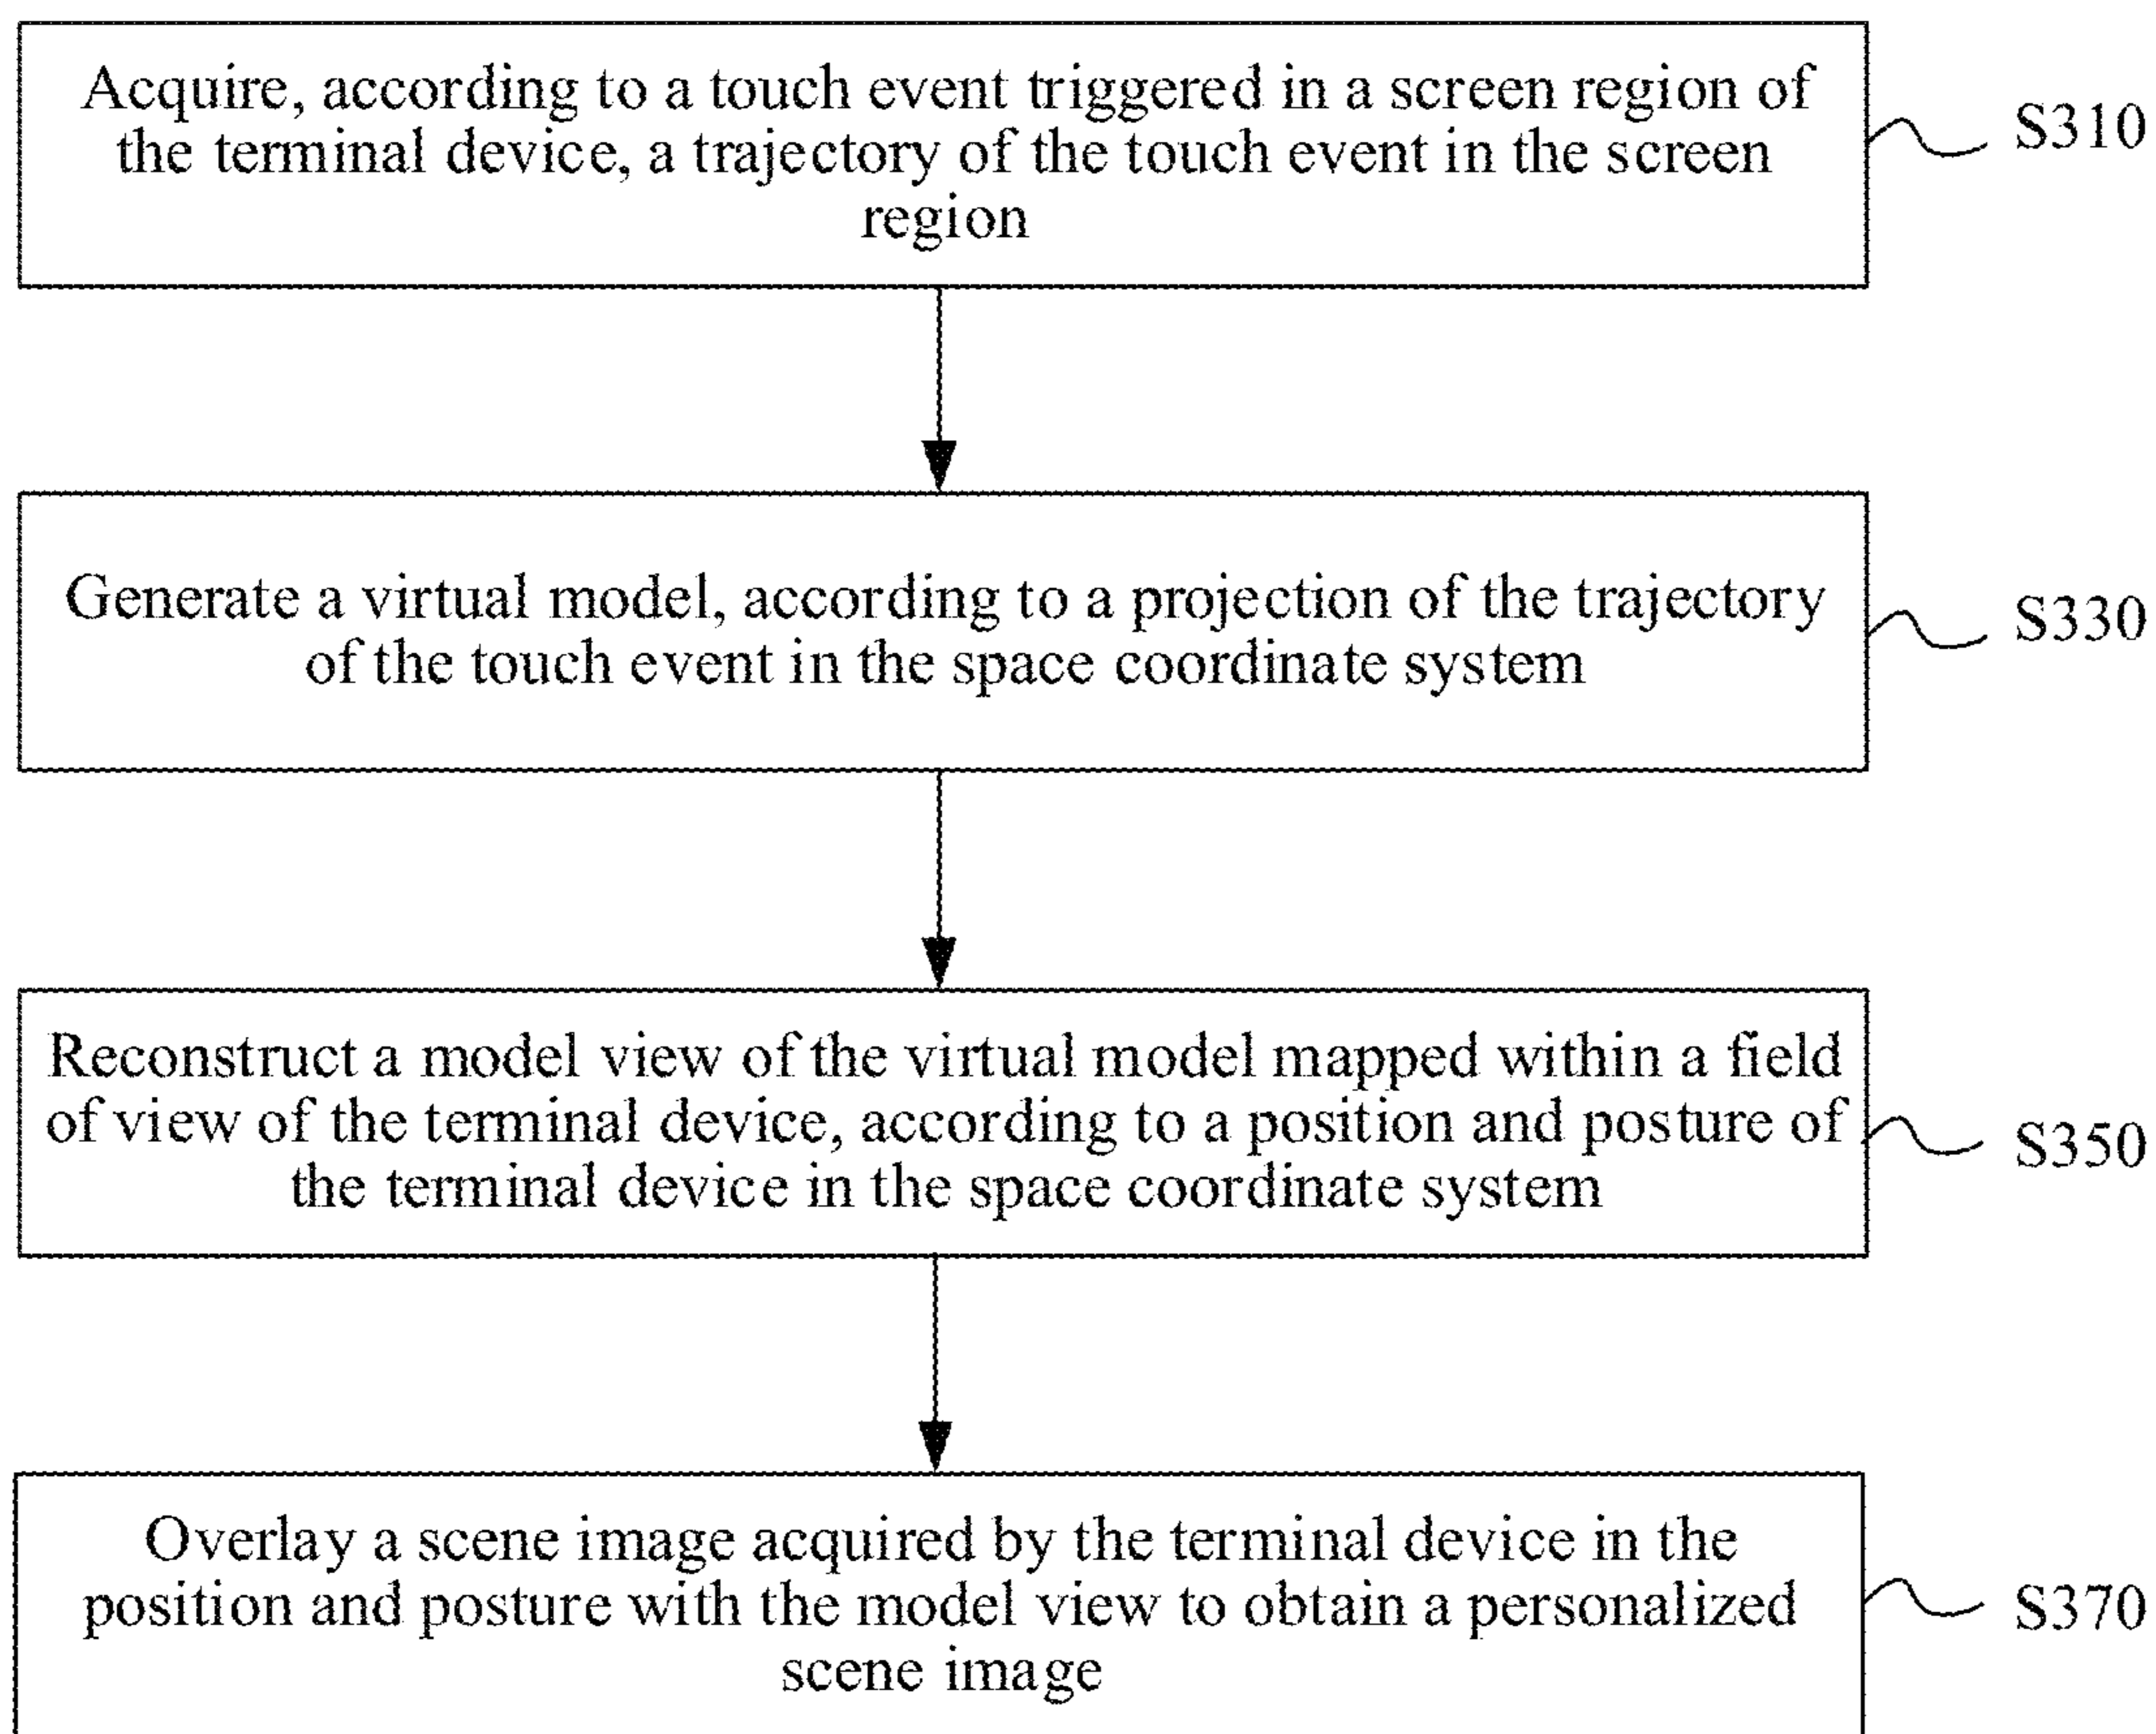 Acquire, according to a touch event triggered in a screen region of
the terminal device, a trajectory of the touch event in the screen
region
S310
Generate a virtual model, according to a projection of the trajectory
of the touch event in the space coordinate system
S330
Reconstruct a model view of the virtual model mapped within a field
of view of the terminal device, according to a position and posture of
the terminal device in the space coordinate system
S350
Overlay a scene image acquired by the terminal device in the
position and posture with the model view to obtain a personalized
scene image
S370